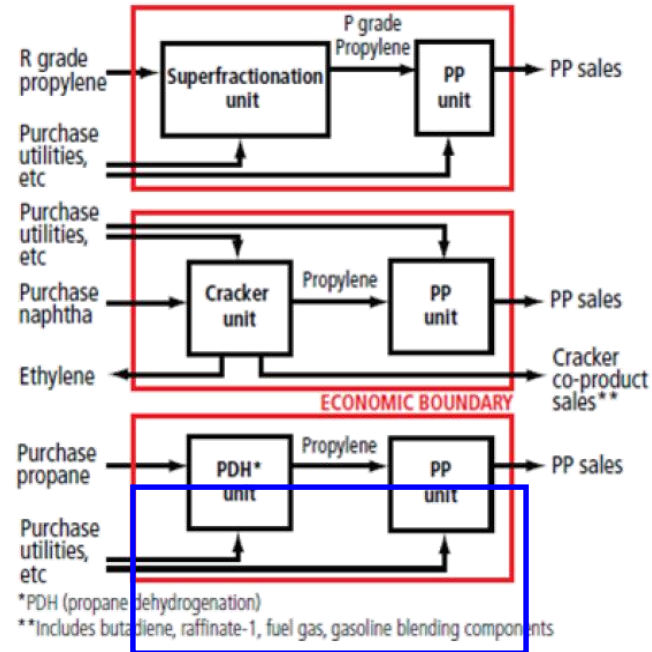 P grade
Propylene
R grade
propylene
Superfractionation
unit
PP
unit
PP sales
Purchase
utilities,
etc
Purchase
utilities,
etc
Purchase
naphtha
Cracker
unit
Propylene
PP
unit
PP sales
Ethylene
Cracker
co-product
sales**
ECONOMIC BOUNDARY
Purchase
propane
PDH*
unit
Propylene
PP
unit
PP sales
Purchase
utilities,
etc
*PDH (propane dehydrogenation)
**Includes butadiene, raffinate-1, fuel gas, gasoline blending components